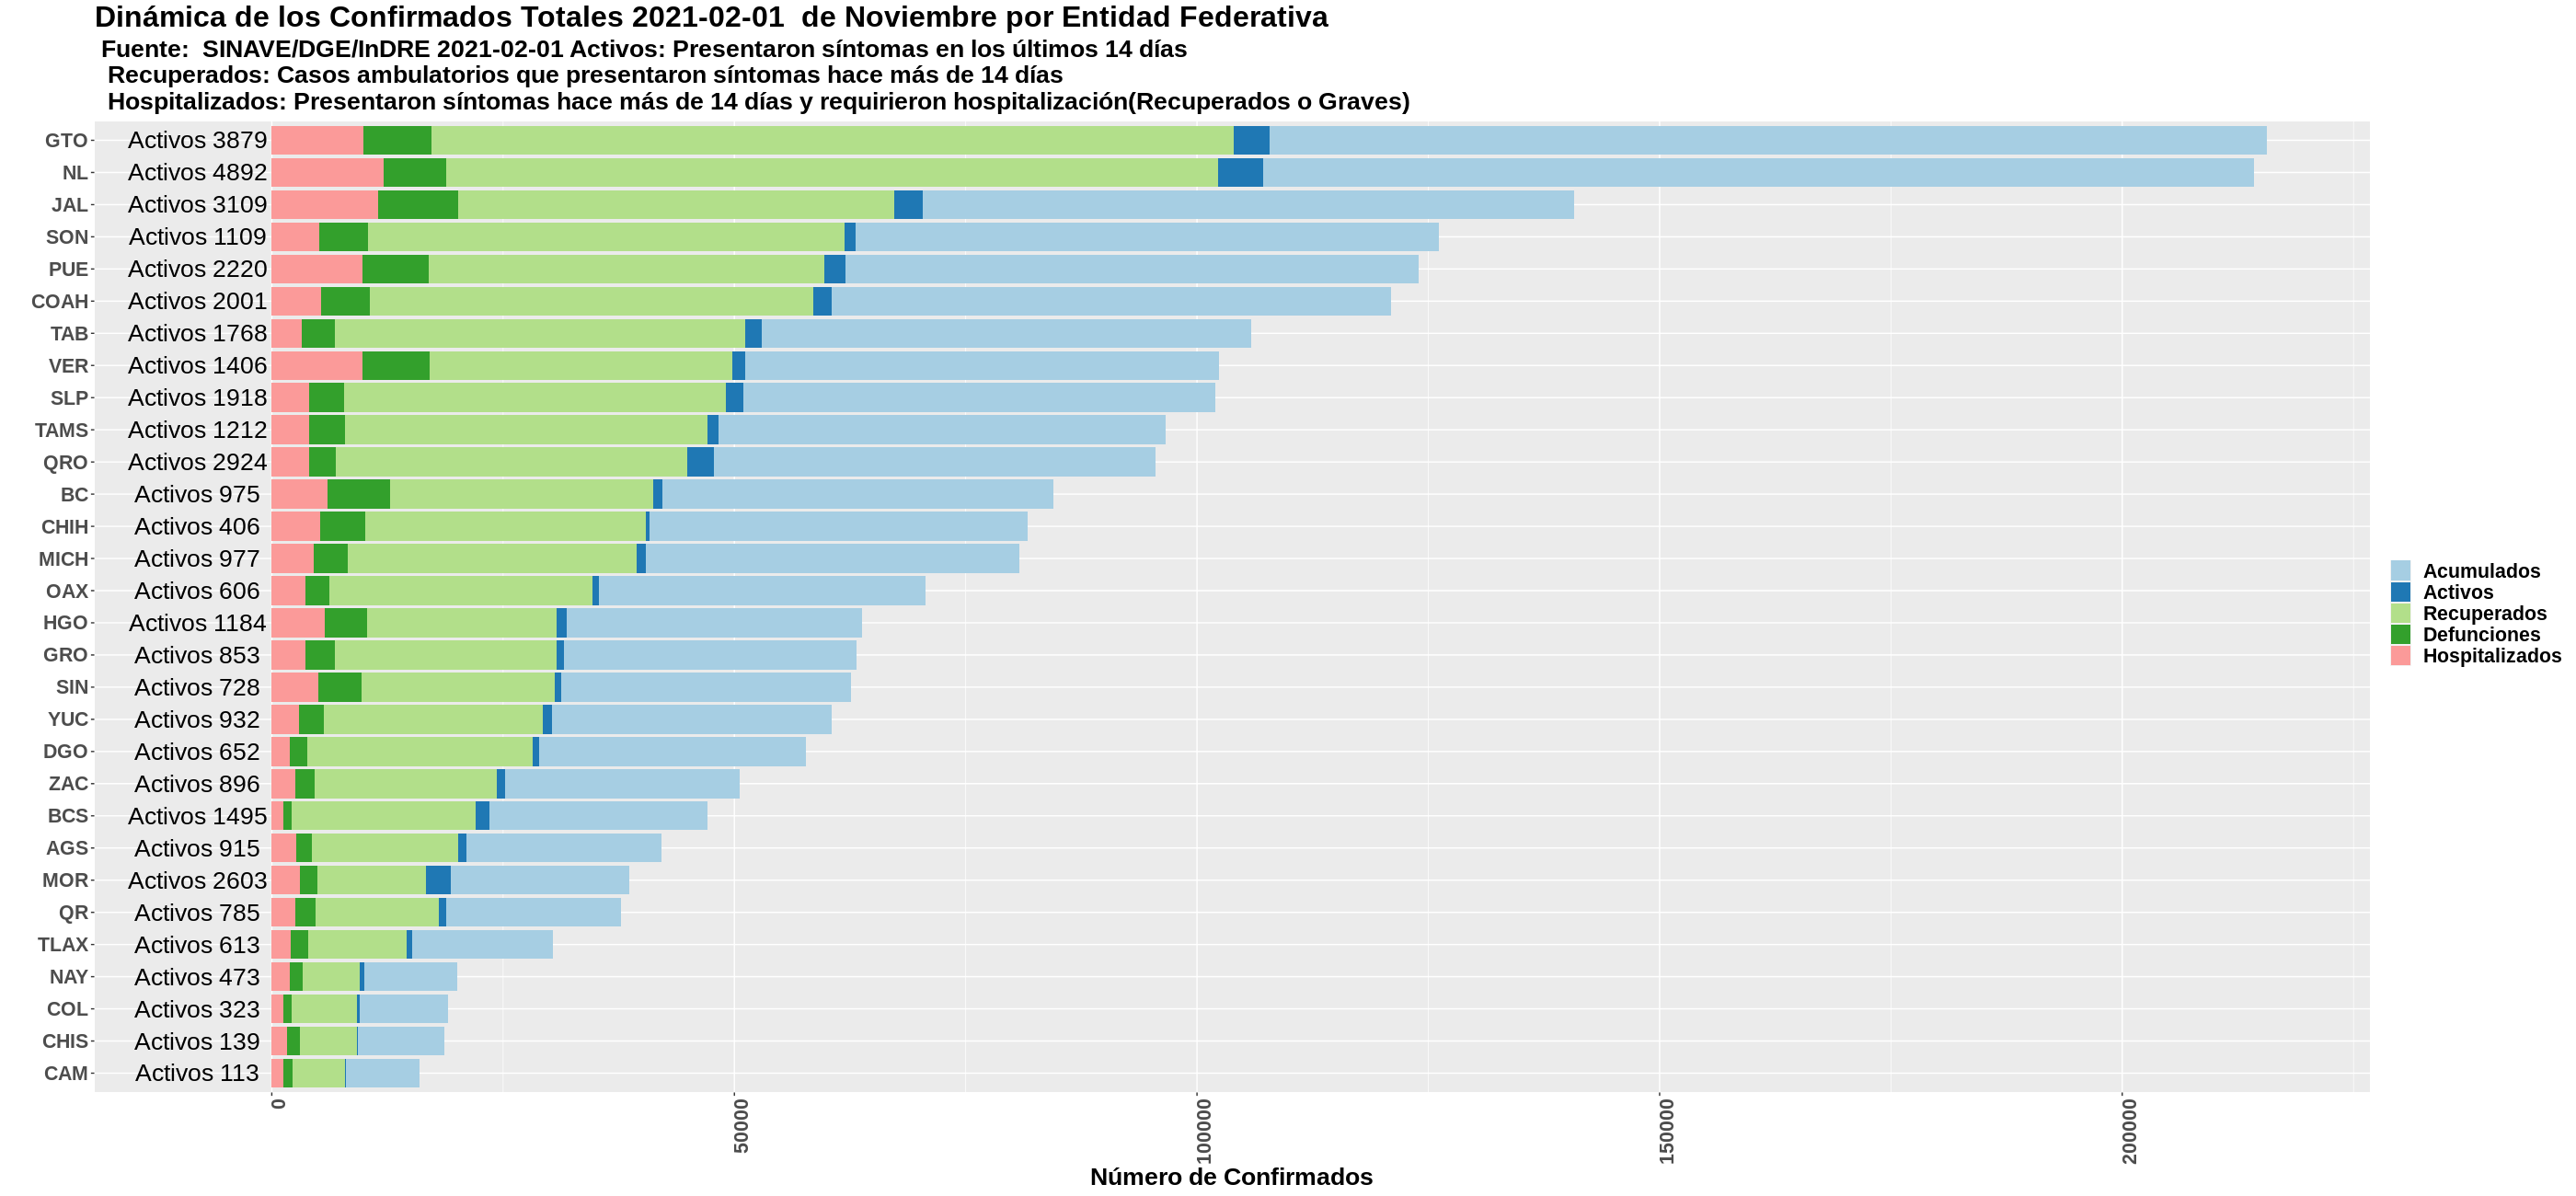 Dinámica de los Confirmados Totales 2021-02-01  de Noviembre por Entidad Federativa
Fuente:  SINAVE/DGE/InDRE 2021-02-01 Activos: Presentaron síntomas en los últimos 14 días
Recuperados: Casos ambulatorios que presentaron síntomas hace más de 14 días
Hospitalizados: Presentaron síntomas hace más de 14 días y requirieron hospitalización(Recuperados o Graves)
GTO Activos 3879
NL Activos 4892
JAL Activos 3109
SON Activos 1109
PUE Activos 2220
COAH Activos 2001
TAB Activos 1768
VER Activos 1406
SLP Activos 1918
TAMS Activos 1212
QRO Activos 2924
BC Activos 975
CHIH Activos 406
MICH Activos 977
OAX Activos 606
HGO Activos 1184
GRO Activos 853
SIN Activos 728
YUC Activos 932
DGO Activos 652
ZAC Activos 896
BCS Activos 1495
AGS Activos 915
MOR Activos 2603
QR Activos 785
TLAX Activos 613
NAY Activos 473
COL Activos 323
CHIS Activos 139
CAM Activos 113
0 50000 100000 150000 200000
Número de Confirmados
Acumulados
Activos
Recuperados
Defunciones
Hospitalizados